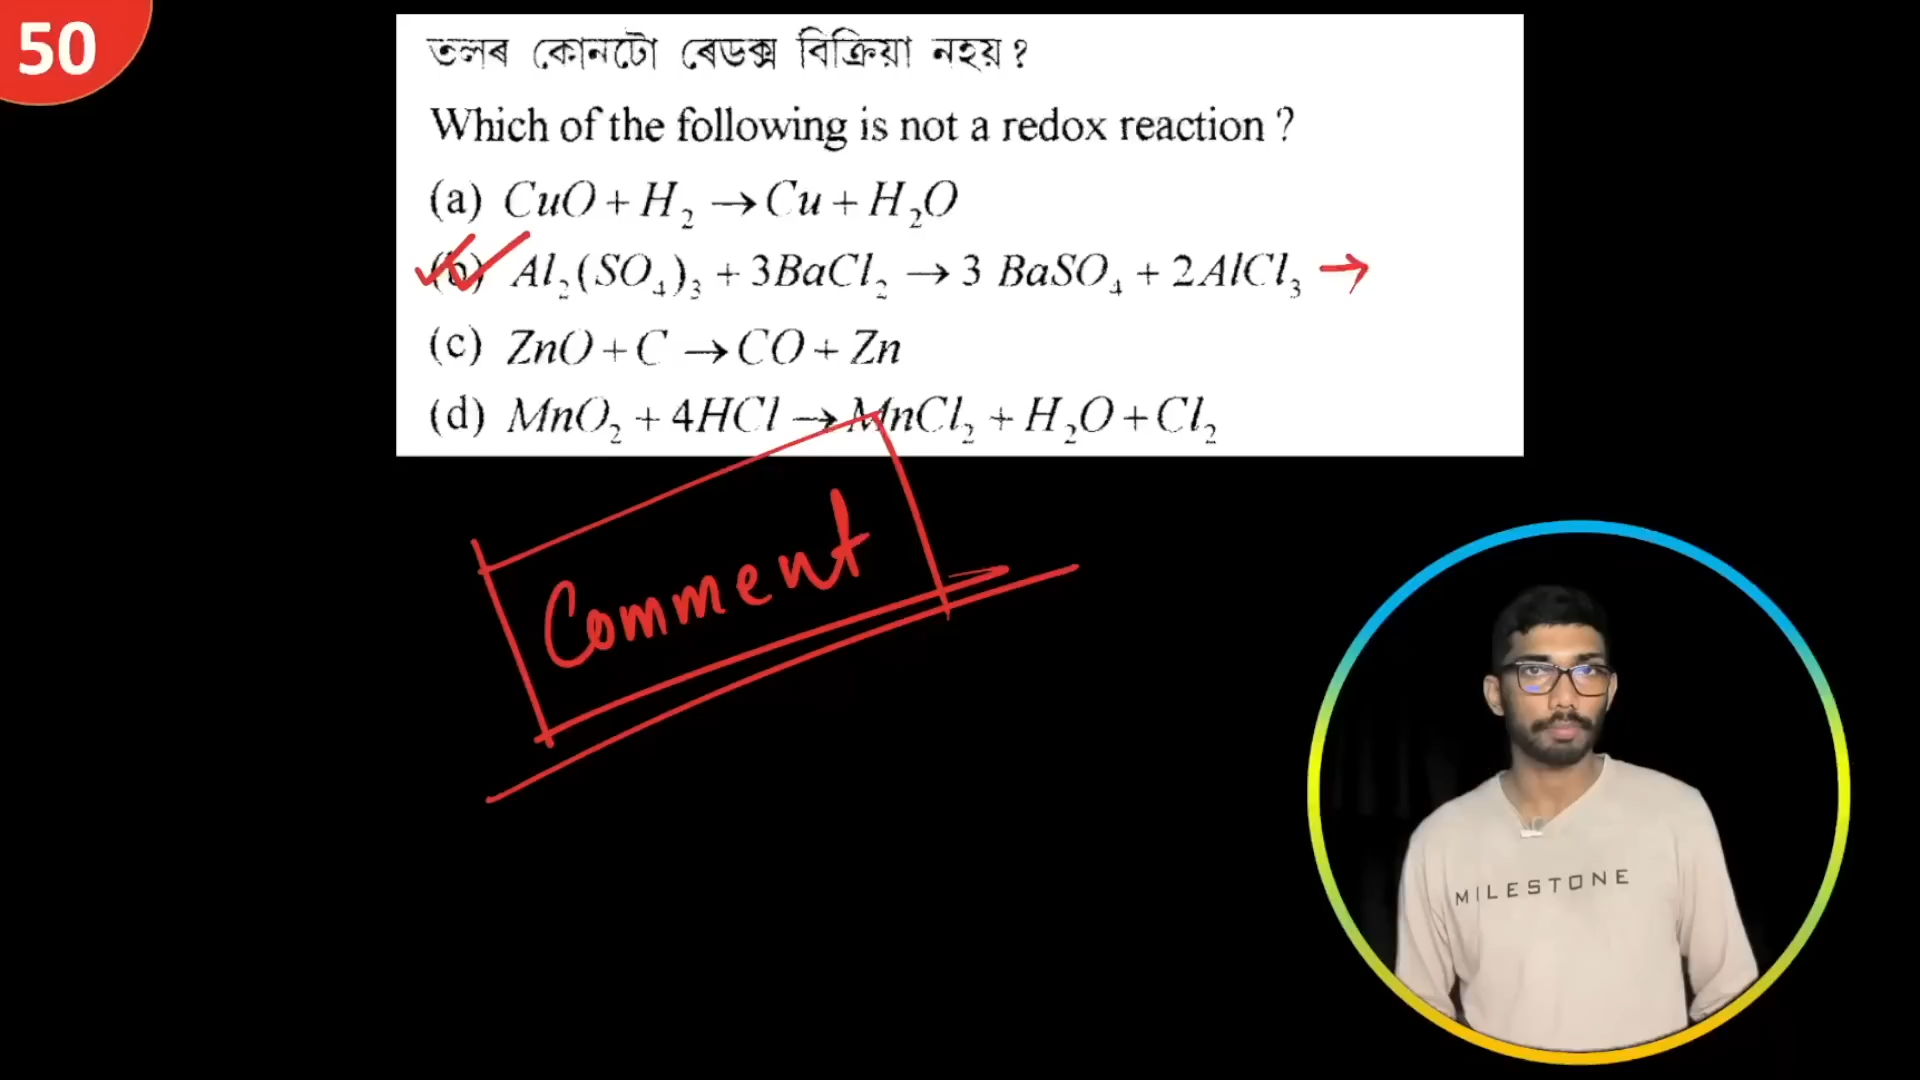 50
তলৰ কোনটো ৰেডক্স বিক্ৰিয়া নহয় ?
Which of the following is not a redox reaction ?
(a) CuO + H₂ → Cu + H₂O
(b) Al₂(SO₄)₃ + 3BaCl₂ → 3 BaSO₄ + 2AlCl₃ →
(c) ZnO + C → CO + Zn
(d) MnO₂ + 4HCl → MnCl₂ + H₂O + Cl₂
Comment
MILESTONE